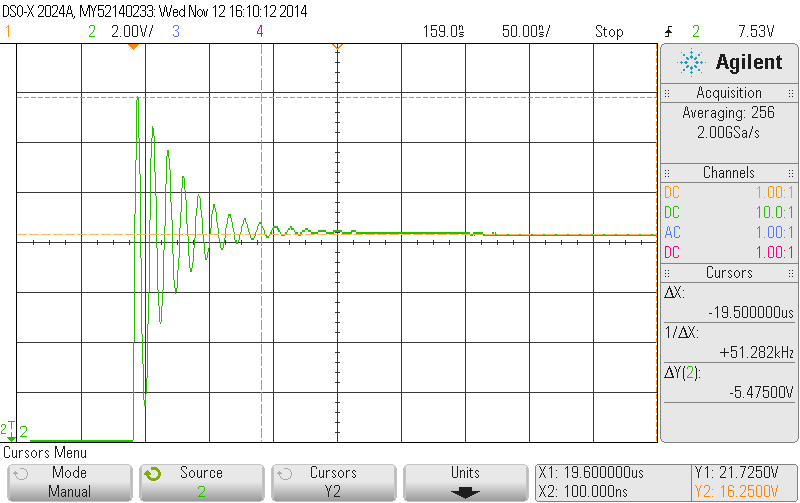 DSO-X 2024A, MY52140233: Wed Nov 12 16:10:12 2014
1 2 2.00V/ 3 4 159.0s 50.00s/ Stop 2 7.53V
Agilent
Acquisition
Averaging: 256
2.00GSa/s
Channels
DC 1.00:1
DC 10.0:1
AC 1.00:1
DC 1.00:1
Cursors
ΔX:
-19.500000us
1/ΔX:
+51.282kHz
ΔY(2):
-5.47500V
2 T 2
Cursors Menu
Mode
Manual
Source
2
Cursors
Y2
Units
X1: 19.600000us
X2: 100.000ns
Y1: 21.7250V
Y2: 16.2500V